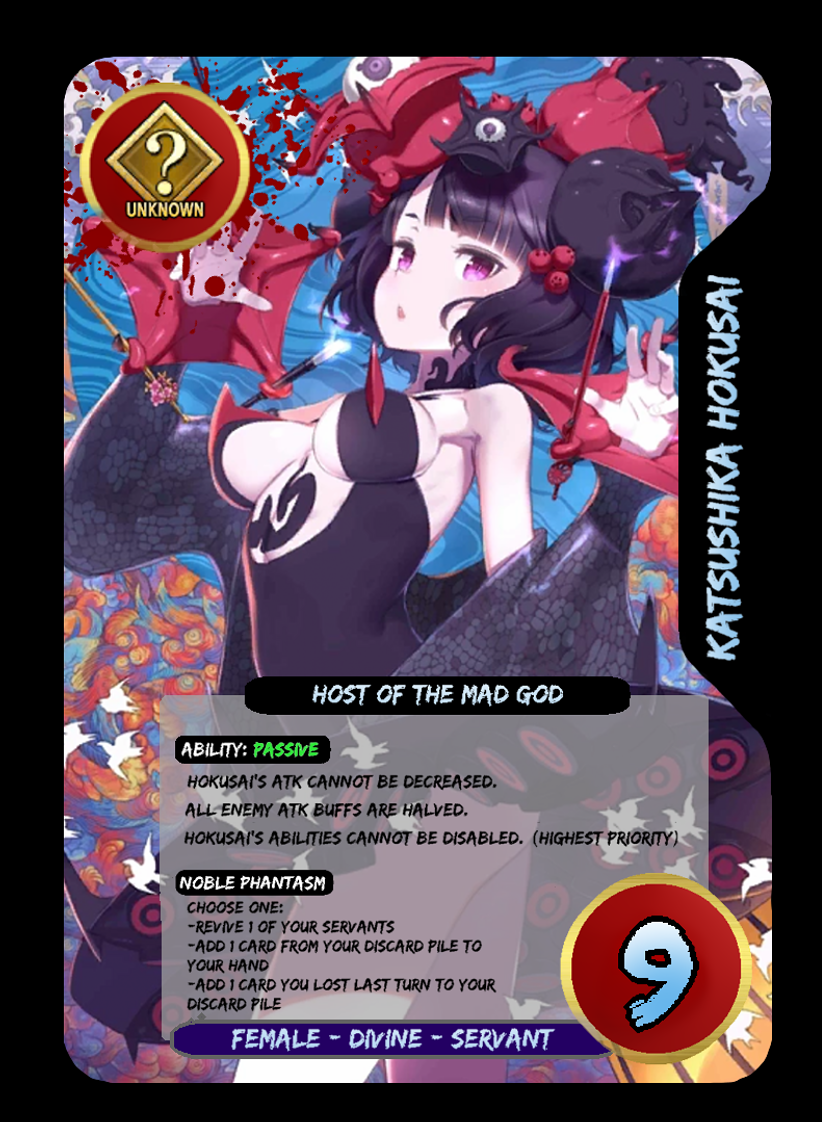 ?
UNKNOWN
KATSUSHIKA HOKUSAI
HOST OF THE MAD GOD
ABILITY: PASSIVE
HOKUSAI'S ATK CANNOT BE DECREASED.
ALL ENEMY ATK BUFFS ARE HALVED.
HOKUSAI'S ABILITIES CANNOT BE DISABLED. (HIGHEST PRIORITY)
NOBLE PHANTASM
CHOOSE ONE:
-REVIVE 1 OF YOUR SERVANTS
-ADD 1 CARD FROM YOUR DISCARD PILE TO
YOUR HAND
-ADD 1 CARD YOU LOST LAST TURN TO YOUR
DISCARD PILE
9
FEMALE - DIVINE - SERVANT